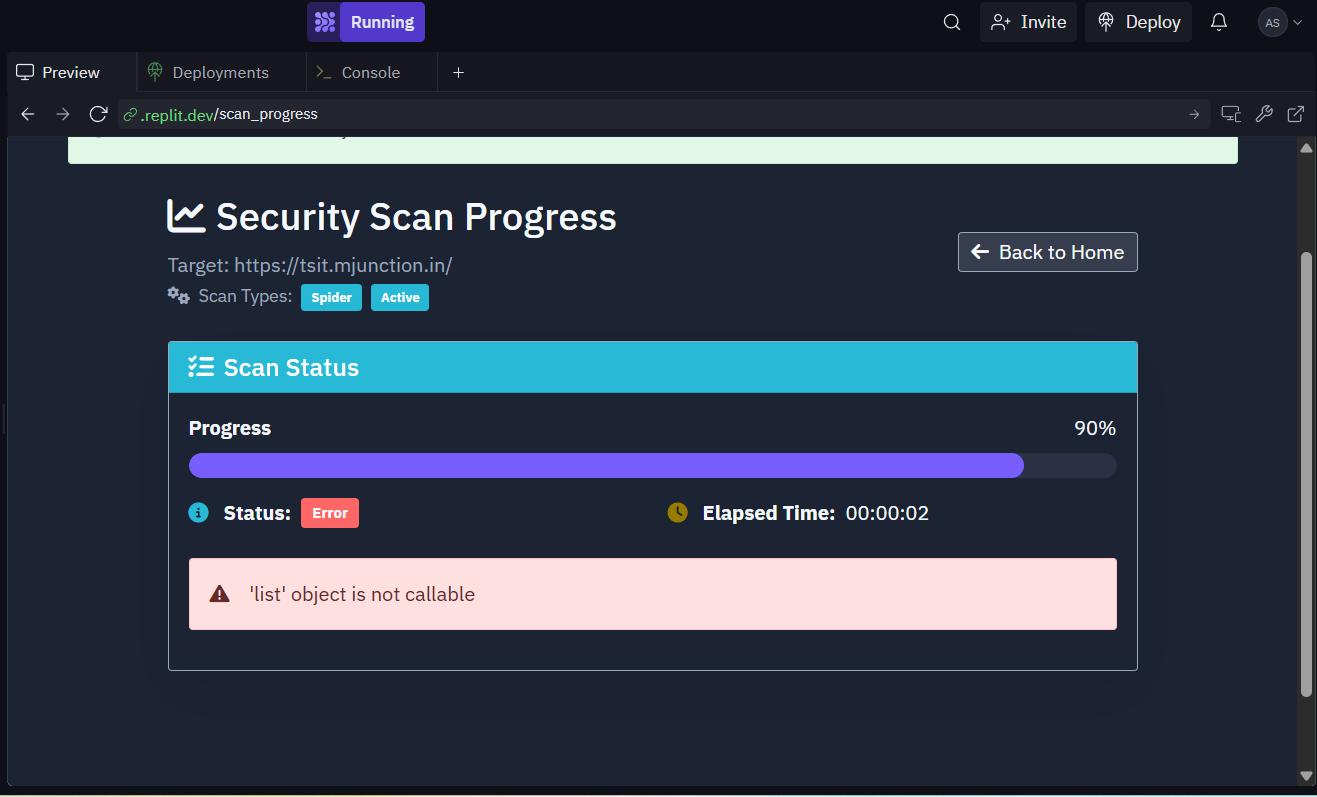 Running
Invite
Deploy
AS
Preview
Deployments
Console
.replit.dev/scan_progress
Security Scan Progress
Target: https://tsit.mjunction.in/
Back to Home
Scan Types: Spider Active
Scan Status
Progress 90%
Status: Error Elapsed Time: 00:00:02
'list' object is not callable